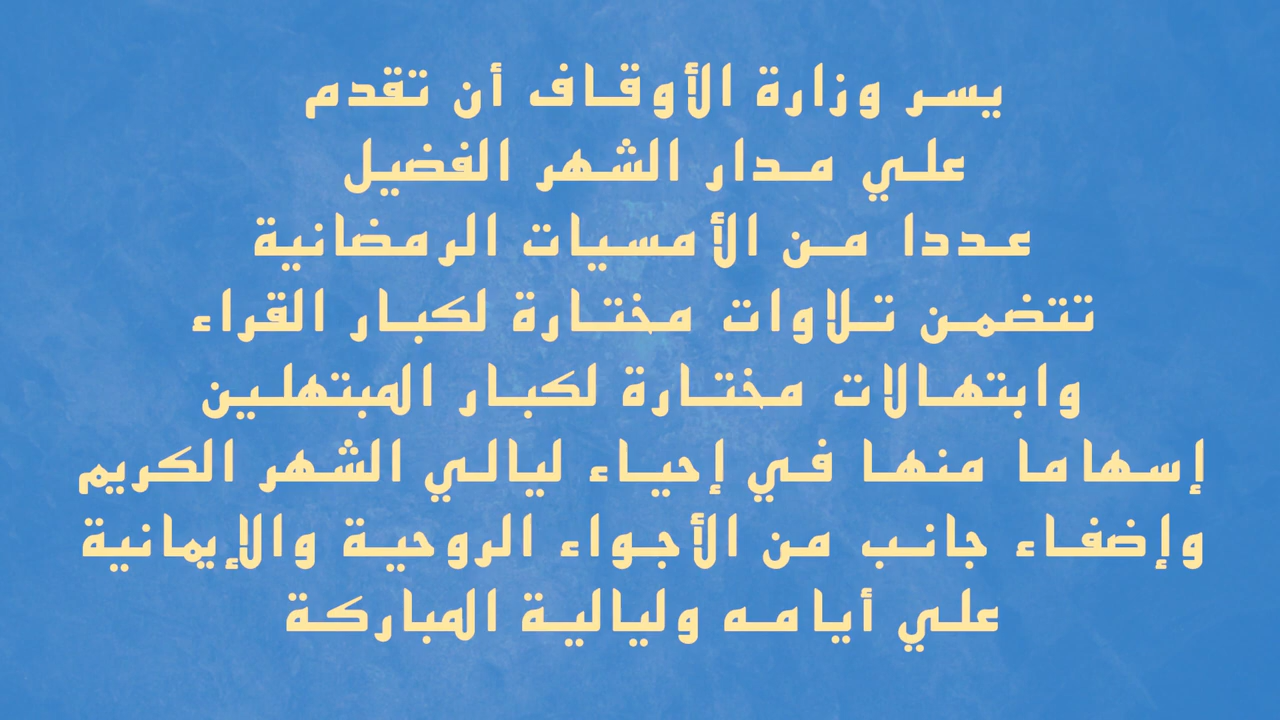 يسر وزارة الأوقاف أن تقدم
علي مدار الشهر الفضيل
عددا من الأمسيات الرمضانية
تتضمن تلاوات مختارة لكبار القراء
وابتهالات مختارة لكبار المبتهلين
إسهاما منها في إحياء ليالي الشهر الكريم
وإضفاء جانب من الأجواء الروحية والإيمانية
علي أيامه وليالية المباركة